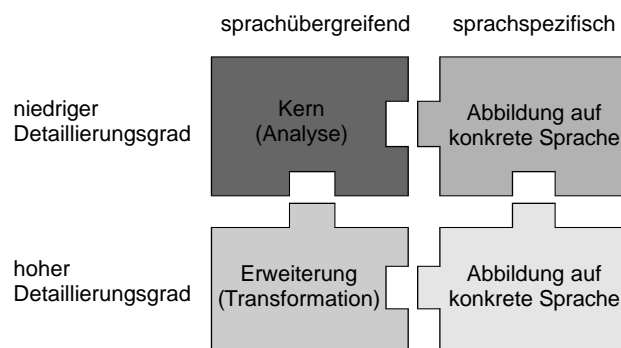 sprachübergreifend sprachspezifisch
niedriger
Detaillierungsgrad
Kern
(Analyse)
Abbildung auf
konkrete Sprache
hoher
Detaillierungsgrad
Erweiterung
(Transformation)
Abbildung auf
konkrete Sprache